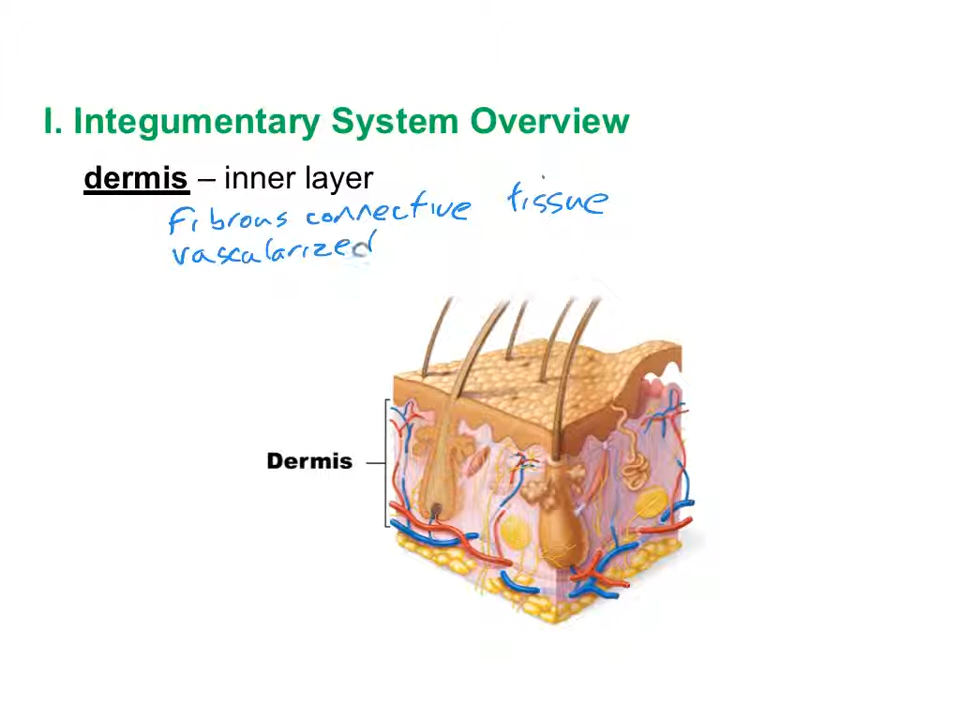 I. Integumentary System Overview
dermis – inner layer
Fibrous connective tissue
vascularized
Dermis